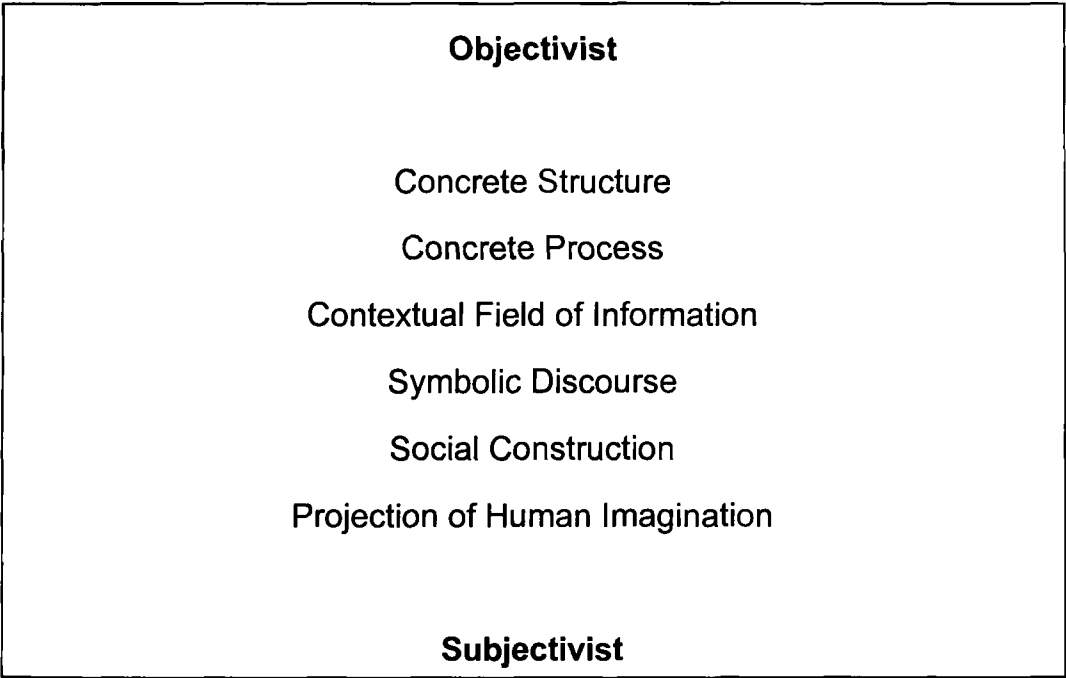 Objectivist
Concrete Structure
Concrete Process
Contextual Field of Information
Symbolic Discourse
Social Construction
Projection of Human Imagination
Subjectivist